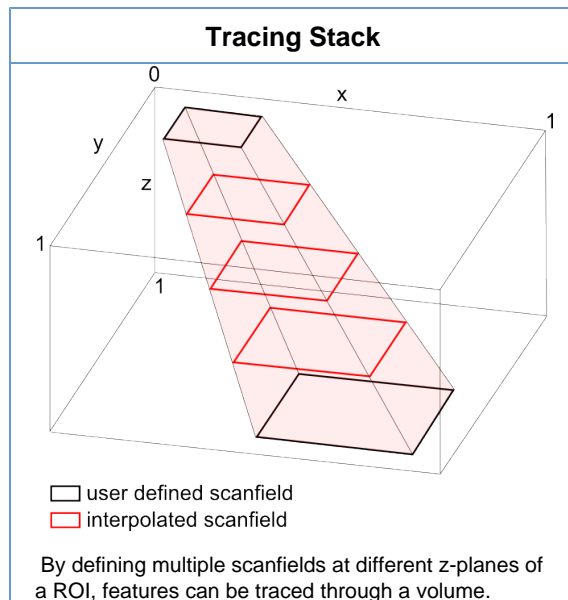 Tracing Stack
0
x
1
y
z
1
1
user defined scanfield
interpolated scanfield
By defining multiple scanfields at different z-planes of
a ROI, features can be traced through a volume.